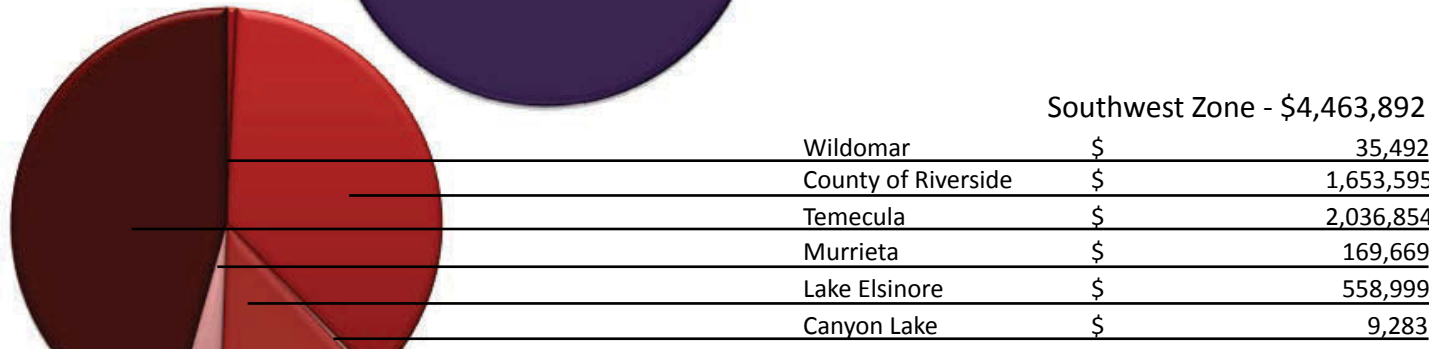 Southwest Zone - $4,463,892
Wildomar $ 35,492
County of Riverside $ 1,653,595
Temecula $ 2,036,854
Murrieta $ 169,669
Lake Elsinore $ 558,999
Canyon Lake $ 9,283